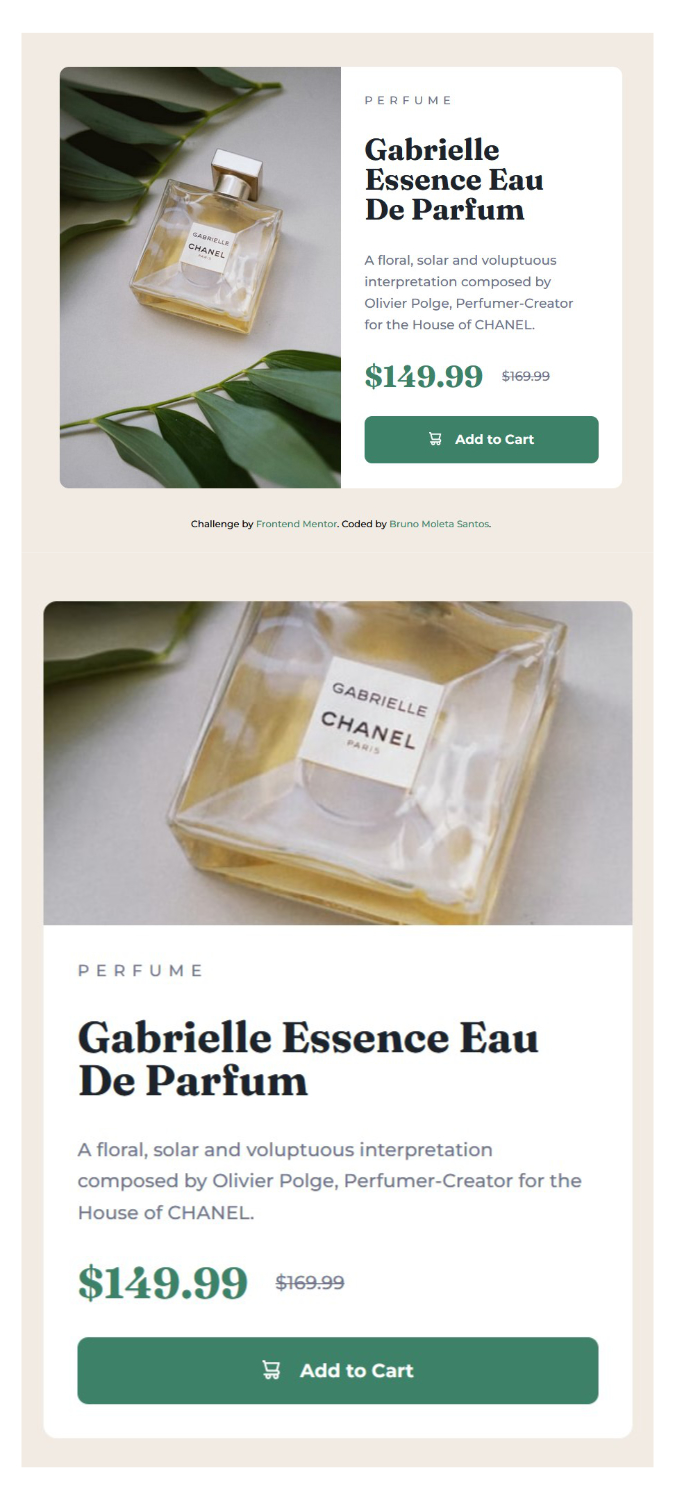 PERFUME
Gabrielle
Essence Eau
De Parfum
A floral, solar and voluptuous
interpretation composed by
Olivier Polge, Perfumer-Creator
for the House of CHANEL.
$149.99 $169.99
Add to Cart
GABRIELLE
CHANEL
PARIS
Challenge by Frontend Mentor. Coded by Bruno Moleta Santos.
GABRIELLE
CHANEL
PARIS
PERFUME
Gabrielle Essence Eau
De Parfum
A floral, solar and voluptuous interpretation
composed by Olivier Polge, Perfumer-Creator for the
House of CHANEL.
$149.99 $169.99
Add to Cart